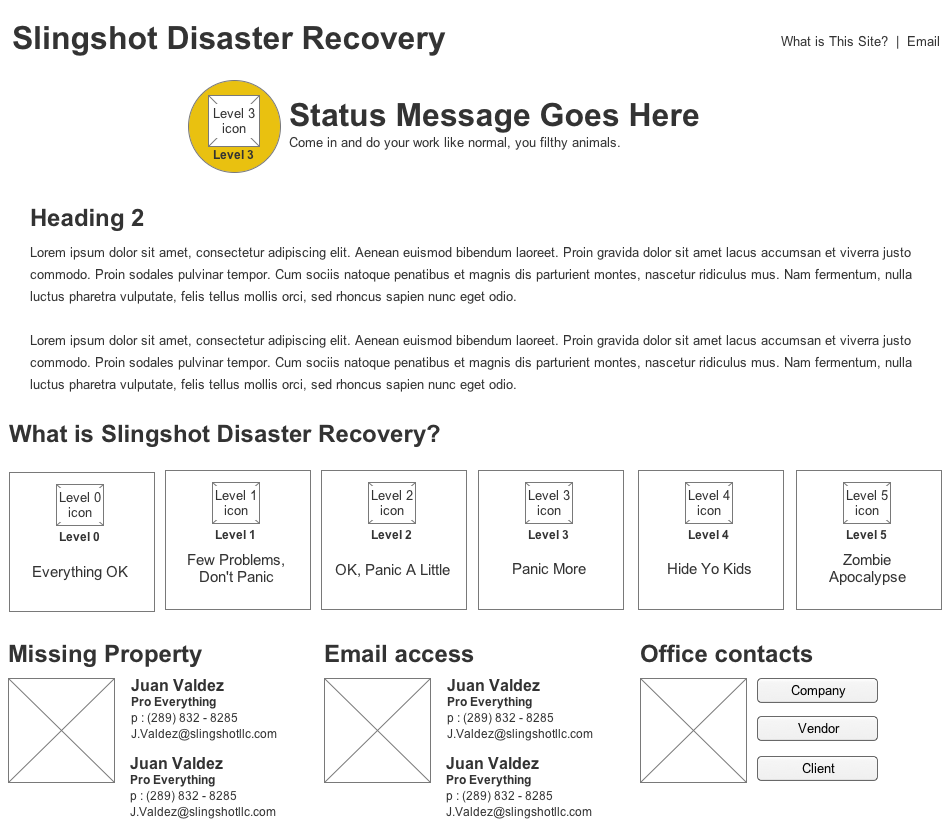 Slingshot Disaster Recovery
What is This Site? | Email
Level 3
icon
Level 3
Status Message Goes Here
Come in and do your work like normal, you filthy animals.
Heading 2
Lorem ipsum dolor sit amet, consectetur adipiscing elit. Aenean euismod bibendum laoreet. Proin gravida dolor sit amet lacus accumsan et viverra justo
commodo. Proin sodales pulvinar tempor. Cum sociis natoque penatibus et magnis dis parturient montes, nascetur ridiculus mus. Nam fermentum, nulla
luctus pharetra vulputate, felis tellus mollis orci, sed rhoncus sapien nunc eget odio.
Lorem ipsum dolor sit amet, consectetur adipiscing elit. Aenean euismod bibendum laoreet. Proin gravida dolor sit amet lacus accumsan et viverra justo
commodo. Proin sodales pulvinar tempor. Cum sociis natoque penatibus et magnis dis parturient montes, nascetur ridiculus mus. Nam fermentum, nulla
luctus pharetra vulputate, felis tellus mollis orci, sed rhoncus sapien nunc eget odio.
What is Slingshot Disaster Recovery?
Level 0
icon
Level 0
Everything OK
Level 1
icon
Level 1
Few Problems,
Don't Panic
Level 2
icon
Level 2
OK, Panic A Little
Level 3
icon
Level 3
Panic More
Level 4
icon
Level 4
Hide Yo Kids
Level 5
icon
Level 5
Zombie
Apocalypse
Missing Property
Juan Valdez
Pro Everything
p : (289) 832 - 8285
J.Valdez@slingshotllc.com
Juan Valdez
Pro Everything
p : (289) 832 - 8285
J.Valdez@slingshotllc.com
Email access
Juan Valdez
Pro Everything
p : (289) 832 - 8285
J.Valdez@slingshotllc.com
Juan Valdez
Pro Everything
p : (289) 832 - 8285
J.Valdez@slingshotllc.com
Office contacts
Company
Vendor
Client